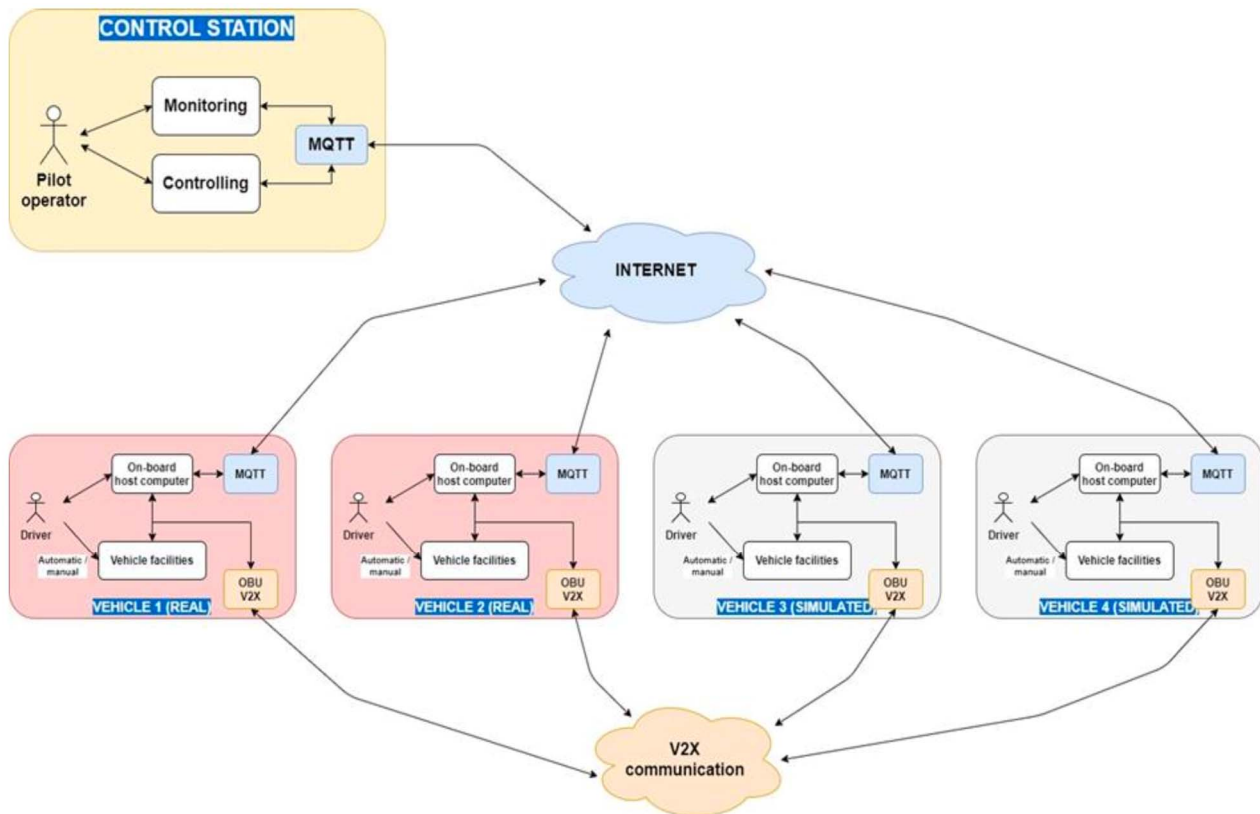 CONTROL STATION
Monitoring
MQTT
Controlling
Pilot
operator
INTERNET
On-board
host computer
MQTT
Driver
Automatic /
manual
Vehicle facilities
OBU
V2X
VEHICLE 1 (REAL)
On-board
host computer
MQTT
Driver
Automatic /
manual
Vehicle facilities
OBU
V2X
VEHICLE 2 (REAL)
On-board
host computer
MQTT
Driver
Automatic /
manual
Vehicle facilities
OBU
V2X
VEHICLE 3 (SIMULATED)
On-board
host computer
MQTT
Driver
Automatic /
manual
Vehicle facilities
OBU
V2X
VEHICLE 4 (SIMULATED)
V2X
communication